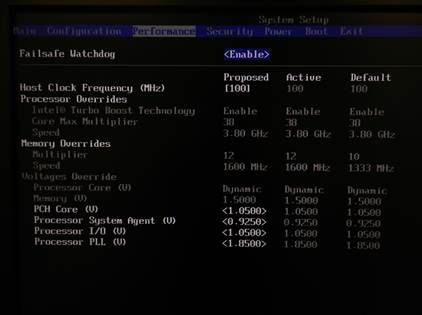 System Setup
Main Configuration Performance Security Power Boot Exit
Failsafe Watchdog <Enable>
Proposed Active Default
Host Clock Frequency (MHz) [100] 100 100
Processor Overrides
Intel® Turbo Boost Technology Enable Enable Enable
Core Max Multiplier 38 38 38
Speed 3.80 GHz 3.80 GHz 3.80 GHz
Memory Overrides
Multiplier 12 12 10
Speed 1600 MHz 1600 MHz 1333 MHz
Voltages Override
Processor Core (V) Dynamic Dynamic Dynamic
Memory (V) 1.5000 1.5000 1.5000
PCH Core (V) <1.0500> 1.0500 1.0500
Processor System Agent (V) <0.9250> 0.9250 0.9250
Processor I/O (V) <1.0500> 1.0500 1.0500
Processor PLL (V) <1.8500> 1.8500 1.8500